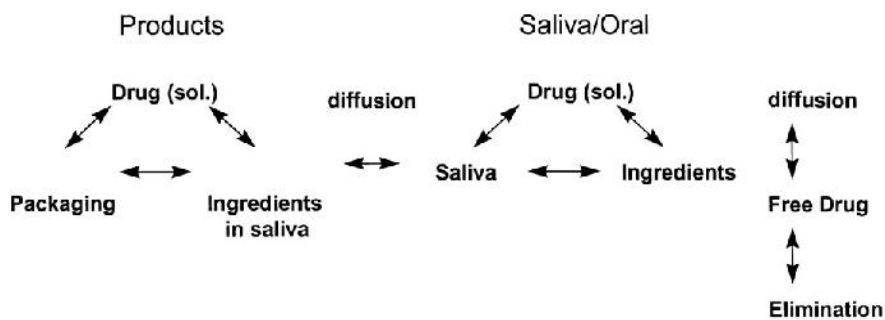 Products
Saliva/Oral
Drug (sol.)
diffusion
Drug (sol.)
diffusion
Packaging
Ingredients
in saliva
Saliva
Ingredients
Free Drug
Elimination